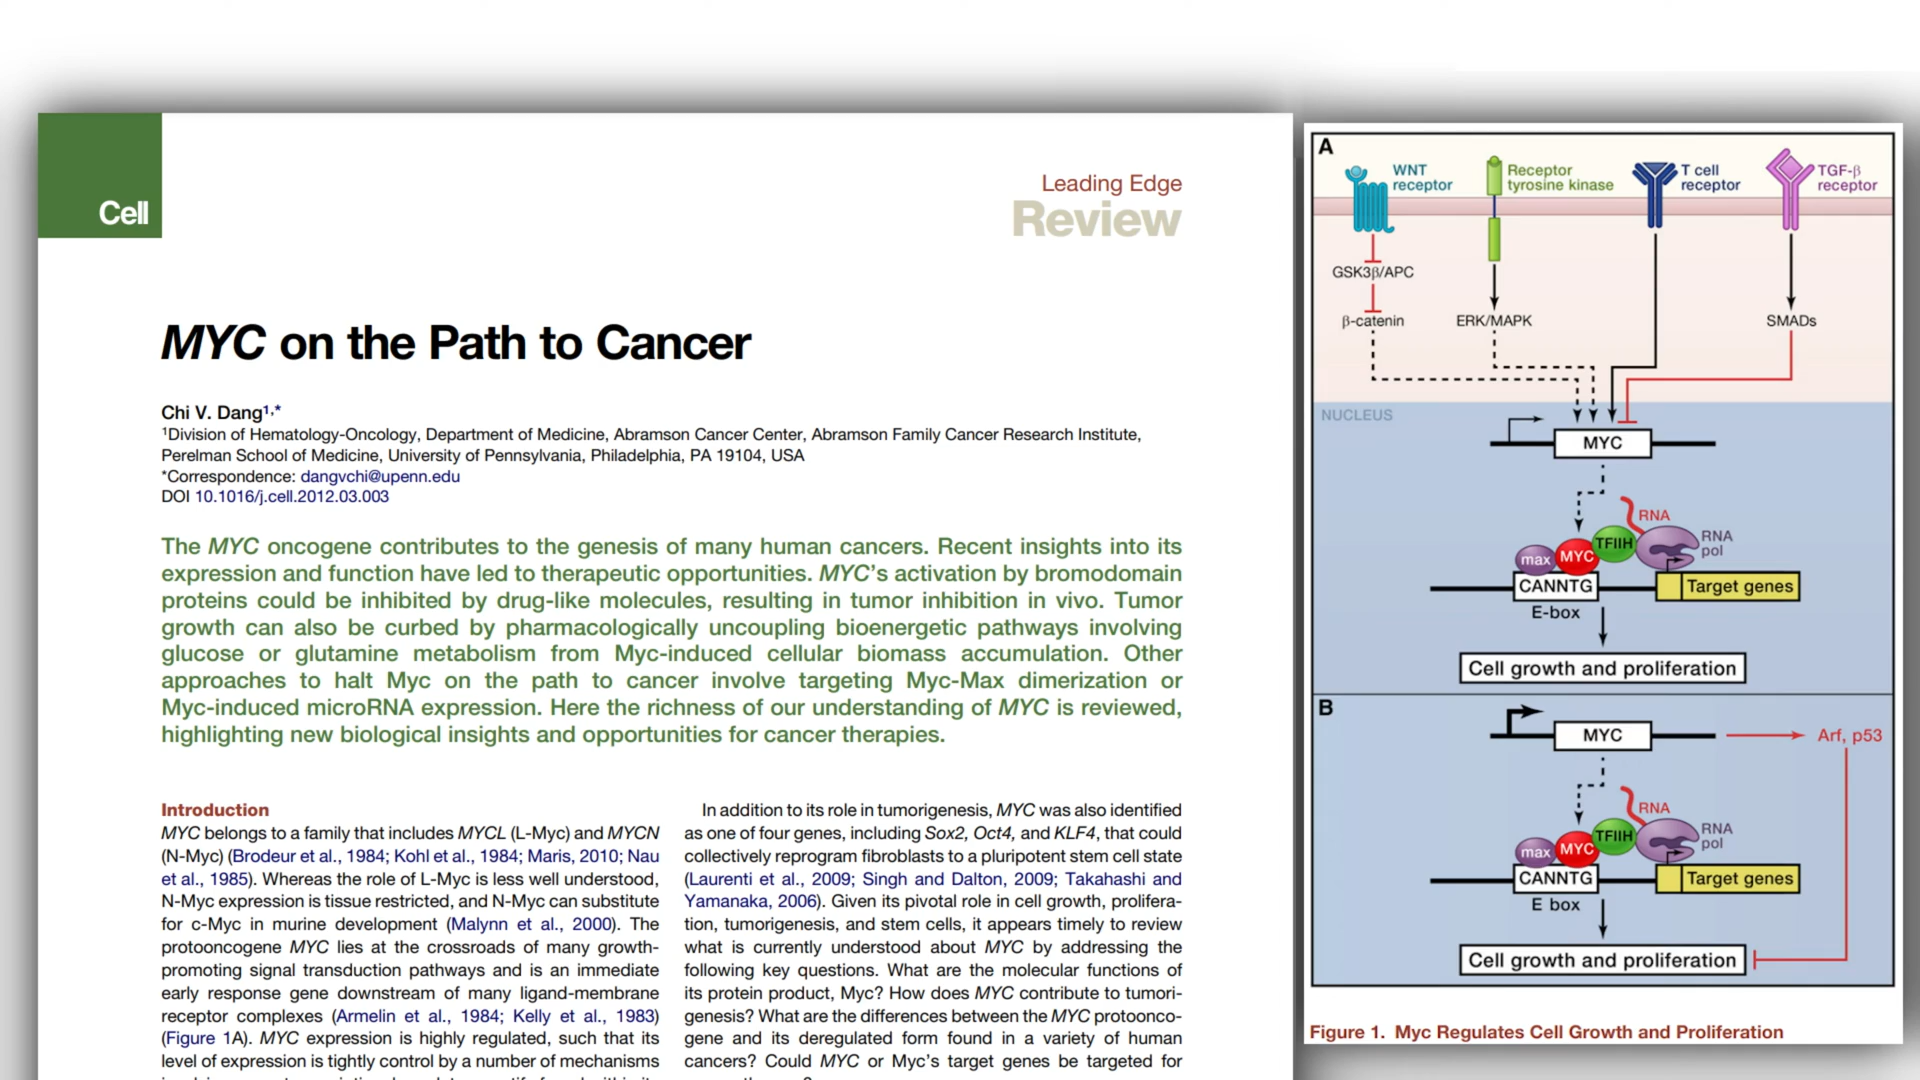 Cell
Leading Edge
Review
MYC on the Path to Cancer
Chi V. Dang1,*
1Division of Hematology-Oncology, Department of Medicine, Abramson Cancer Center, Abramson Family Cancer Research Institute,
Perelman School of Medicine, University of Pennsylvania, Philadelphia, PA 19104, USA
*Correspondence: dangvchi@upenn.edu
DOI 10.1016/j.cell.2012.03.003
The MYC oncogene contributes to the genesis of many human cancers. Recent insights into its
expression and function have led to therapeutic opportunities. MYC's activation by bromodomain
proteins could be inhibited by drug-like molecules, resulting in tumor inhibition in vivo. Tumor
growth can also be curbed by pharmacologically uncoupling bioenergetic pathways involving
glucose or glutamine metabolism from Myc-induced cellular biomass accumulation. Other
approaches to halt Myc on the path to cancer involve targeting Myc-Max dimerization or
Myc-induced microRNA expression. Here the richness of our understanding of MYC is reviewed,
highlighting new biological insights and opportunities for cancer therapies.
Introduction
MYC belongs to a family that includes MYCL (L-Myc) and MYCN
(N-Myc) (Brodeur et al., 1984; Kohl et al., 1984; Maris, 2010; Nau
et al., 1985). Whereas the role of L-Myc is less well understood,
N-Myc expression is tissue restricted, and N-Myc can substitute
for c-Myc in murine development (Malynn et al., 2000). The
protooncogene MYC lies at the crossroads of many growth-
promoting signal transduction pathways and is an immediate
early response gene downstream of many ligand-membrane
receptor complexes (Armelin et al., 1984; Kelly et al., 1983)
(Figure 1A). MYC expression is highly regulated, such that its
level of expression is tightly control by a number of mechanisms
In addition to its role in tumorigenesis, MYC was also identified
as one of four genes, including Sox2, Oct4, and KLF4, that could
collectively reprogram fibroblasts to a pluripotent stem cell state
(Laurenti et al., 2009; Singh and Dalton, 2009; Takahashi and
Yamanaka, 2006). Given its pivotal role in cell growth, prolifera-
tion, tumorigenesis, and stem cells, it appears timely to review
what is currently understood about MYC by addressing the
following key questions. What are the molecular functions of
its protein product, Myc? How does MYC contribute to tumori-
genesis? What are the differences between the MYC protoonco-
gene and its deregulated form found in a variety of human
cancers? Could MYC or Myc's target genes be targeted for
A
WNT
receptor
Receptor
tyrosine kinase
T cell
receptor
TGF-β
receptor
GSK3β/APC
β-catenin
ERK/MAPK
SMADs
NUCLEUS
MYC
RNA
max
MYC
TFIIH
RNA
pol
CANNTG
Target genes
E-box
Cell growth and proliferation
B
MYC
Arf, p53
RNA
max
MYC
TFIIH
RNA
pol
CANNTG
Target genes
E box
Cell growth and proliferation
Figure 1. Myc Regulates Cell Growth and Proliferation